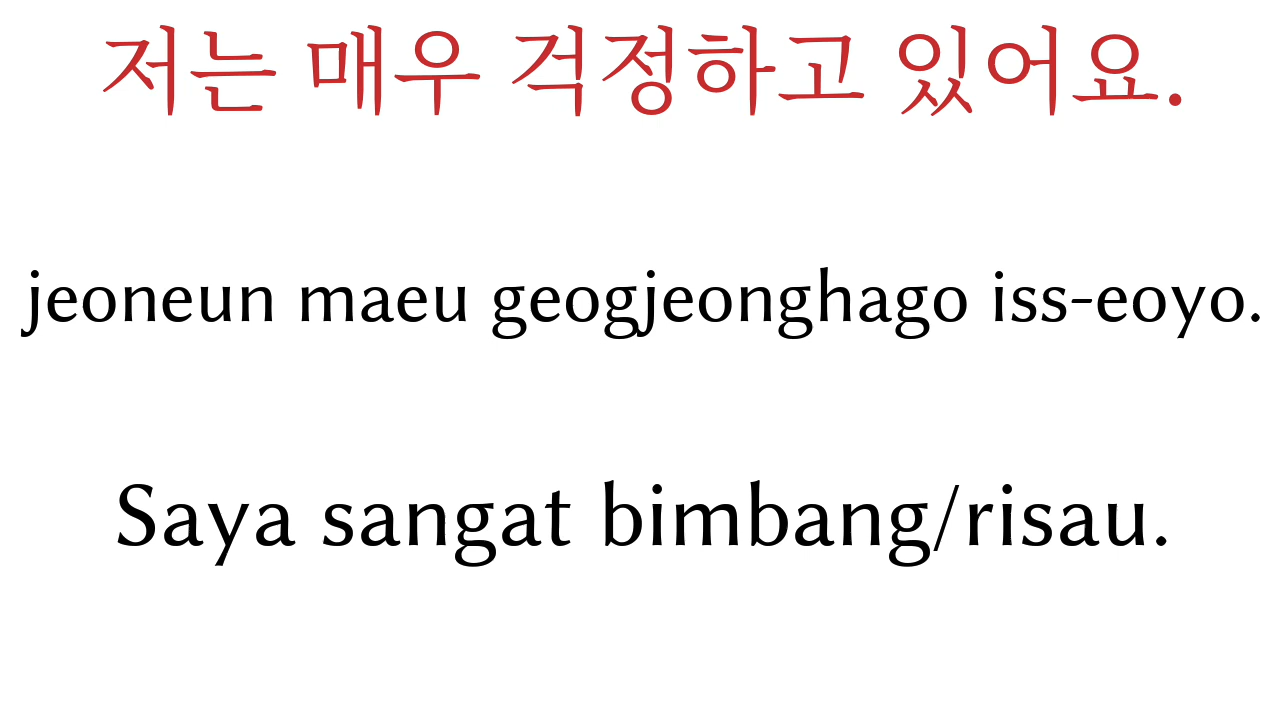 저는 매우 걱정하고 있어요.
jeoneun maeu geogjeonghago iss-eoyo.
Saya sangat bimbang/risau.